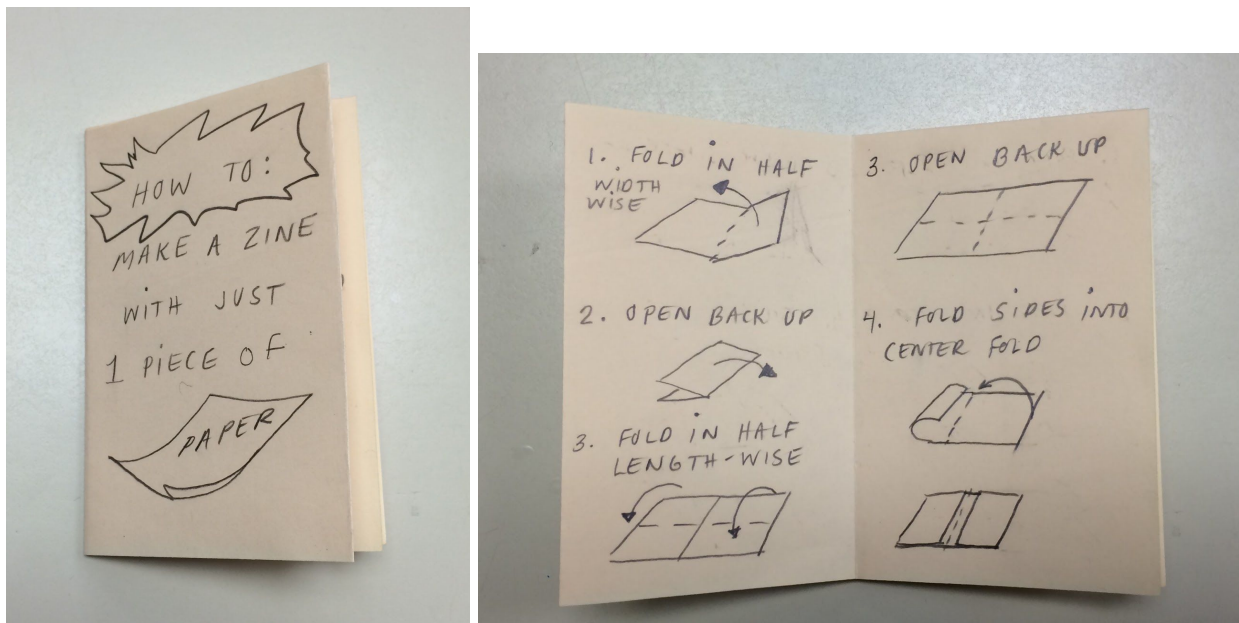 HOW TO:
MAKE A ZINE
WITH JUST
1 PIECE OF
PAPER
1. FOLD IN HALF
WIDTH
WISE
2. OPEN BACK UP
3. FOLD IN HALF
LENGTH-WISE
3. OPEN BACK UP
4. FOLD SIDES INTO
CENTER FOLD